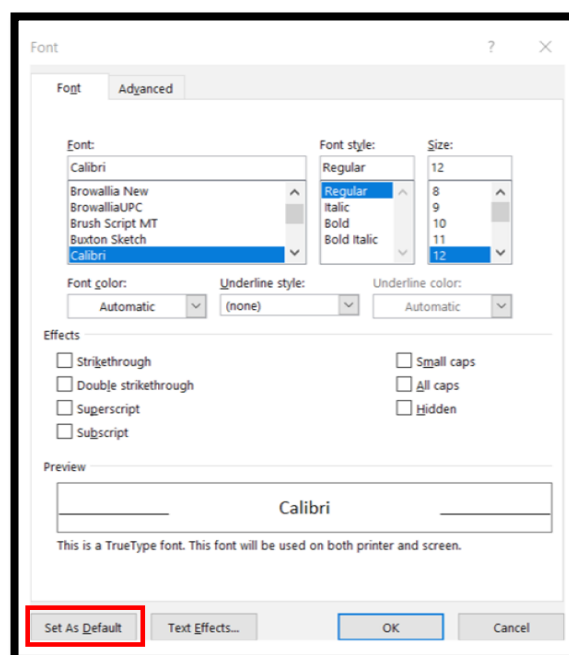 Font ?
Font Advanced
Font: Font style: Size:
Calibri Regular 12
Browallia New Regular 8
BrowalliaUPC Italic 9
Brush Script MT Bold 10
Buxton Sketch Bold Italic 11
Calibri 12
Font color: Underline style: Underline color:
Automatic (none) Automatic
Effects
Strikethrough Small caps
Double strikethrough All caps
Superscript Hidden
Subscript
Preview
Calibri
This is a TrueType font. This font will be used on both printer and screen.
Set As Default Text Effects... OK Cancel